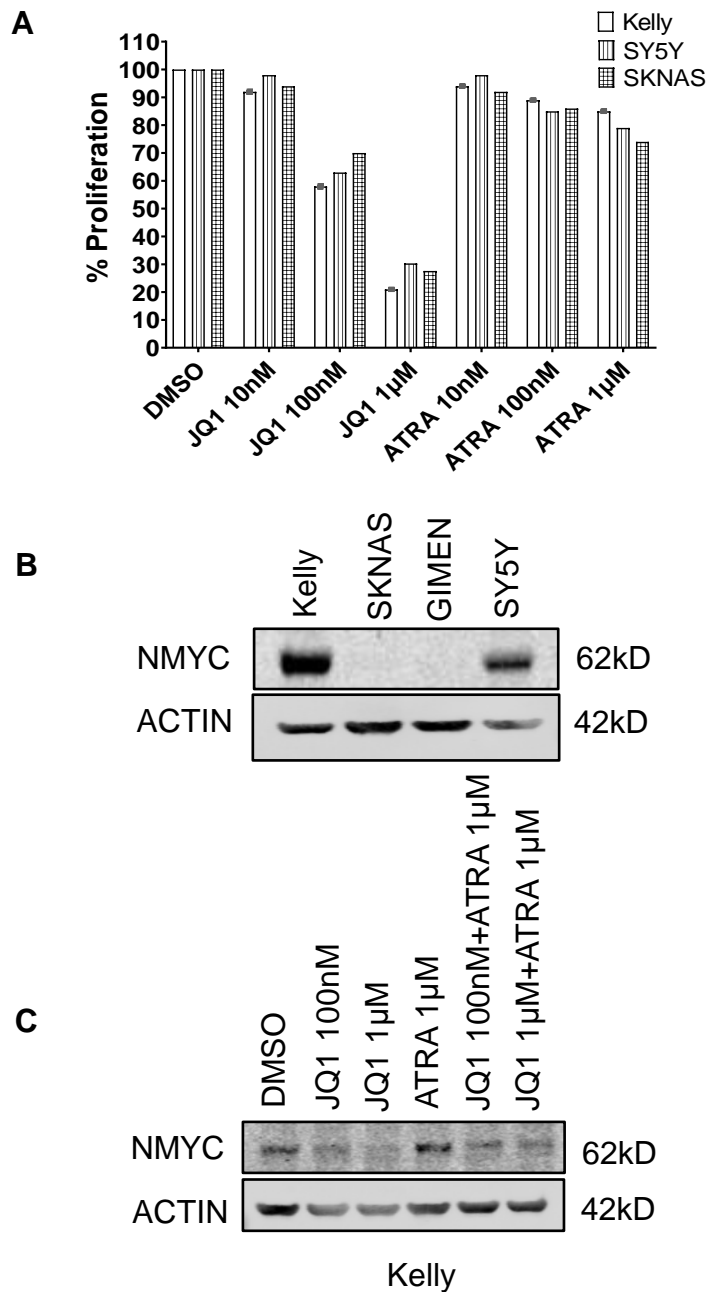 A
Kelly
SY5Y
SKNAS
% Proliferation
110
100
90
80
70
60
50
40
30
20
10
0
DMSO
JQ1 10nM
JQ1 100nM
JQ1 1µM
ATRA 10nM
ATRA 100nM
ATRA 1µM
B
Kelly
SKNAS
GIMEN
SY5Y
NMYC
62kD
ACTIN
42kD
C
DMSO
JQ1 100nM
JQ1 1µM
ATRA 1µM
JQ1 100nM+ATRA 1µM
JQ1 1µM+ATRA 1µM
NMYC
62kD
ACTIN
42kD
Kelly